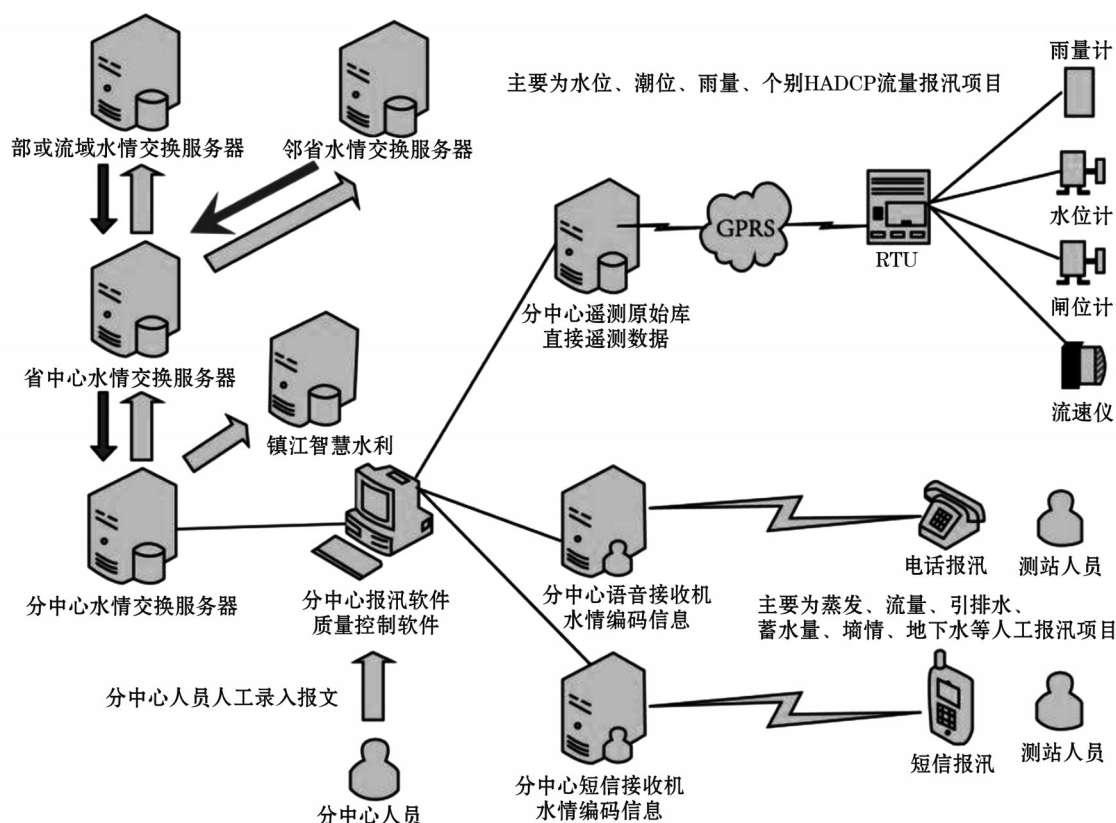 雨量计
主要为水位、潮位、雨量、个别HADCP流量报汛项目
部或流域水情交换服务器
邻省水情交换服务器
水位计
GPRS
RTU
分中心遥测原始库
直接遥测数据
闸位计
省中心水情交换服务器
流速仪
镇江智慧水利
分中心水情交换服务器
分中心报汛软件
质量控制软件
分中心语音接收机
水情编码信息
电话报汛
测站人员
主要为蒸发、流量、引排水、
蓄水量、墒情、地下水等人工报汛项目
分中心人员人工录入报文
分中心短信接收机
水情编码信息
短信报汛
测站人员
分中心人员